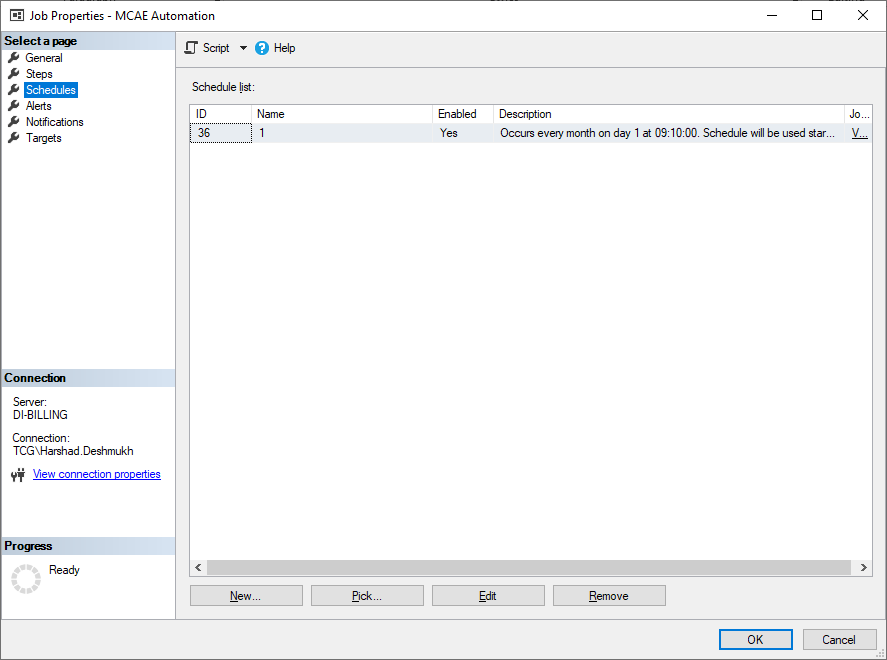 Job Properties - MCAE Automation
Select a page
General
Steps
Schedules
Alerts
Notifications
Targets
Script
Help
Schedule list:
ID Name Enabled Description Jo...
36 1 Yes Occurs every month on day 1 at 09:10:00. Schedule will be used star... V...
Connection
Server:
DI-BILLING
Connection:
TCG\Harshad.Deshmukh
View connection properties
Progress
Ready
New... Pick... Edit Remove
OK Cancel